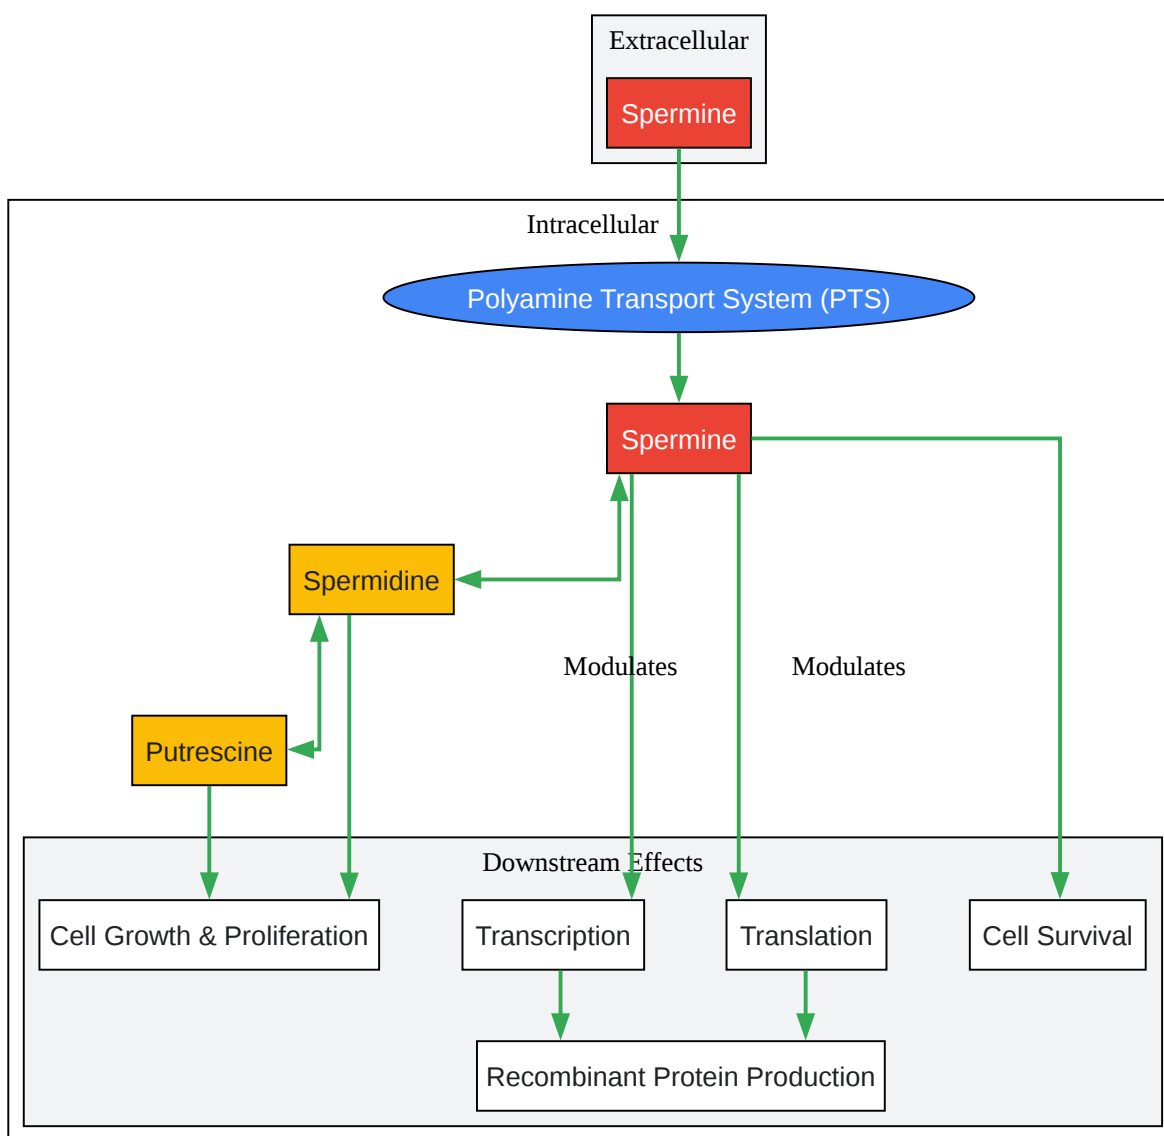 Extracellular
Spermine
Intracellular
Polyamine Transport System (PTS)
Spermine
Spermidine
Modulates
Modulates
Putrescine
Downstream Effects
Cell Growth & Proliferation
Transcription
Translation
Cell Survival
Recombinant Protein Production